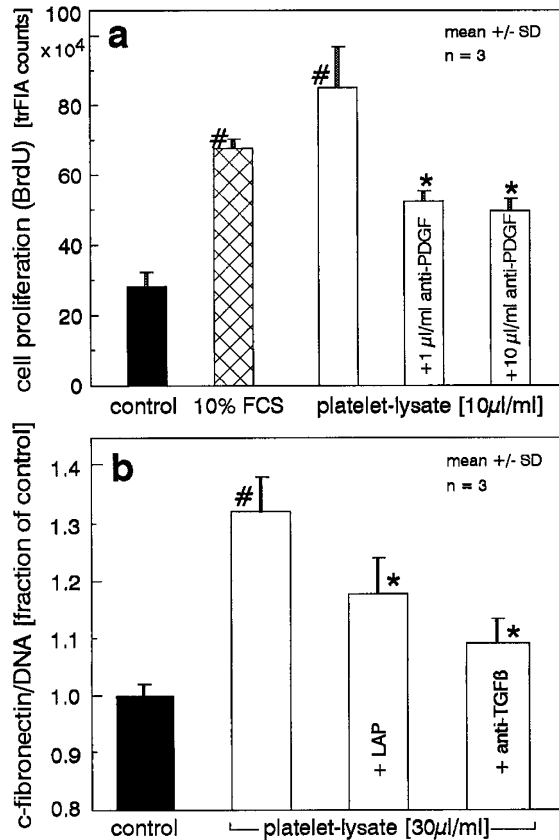 a
mean +/- SD
n = 3
cell proliferation (BrdU) [trFIA counts]
x10⁴
100
80
60
40
20
0
#
#
*
*
+1 µl/ml anti-PDGF
+10 µl/ml anti-PDGF
control
10% FCS
platelet-lysate [10µl/ml]
b
mean +/- SD
n = 3
c-fibronectin/DNA [fraction of control]
1.4
1.3
1.2
1.1
1.0
0.9
0.8
#
*
*
+ LAP
+ anti-TGFß
control
platelet-lysate [30µl/ml]